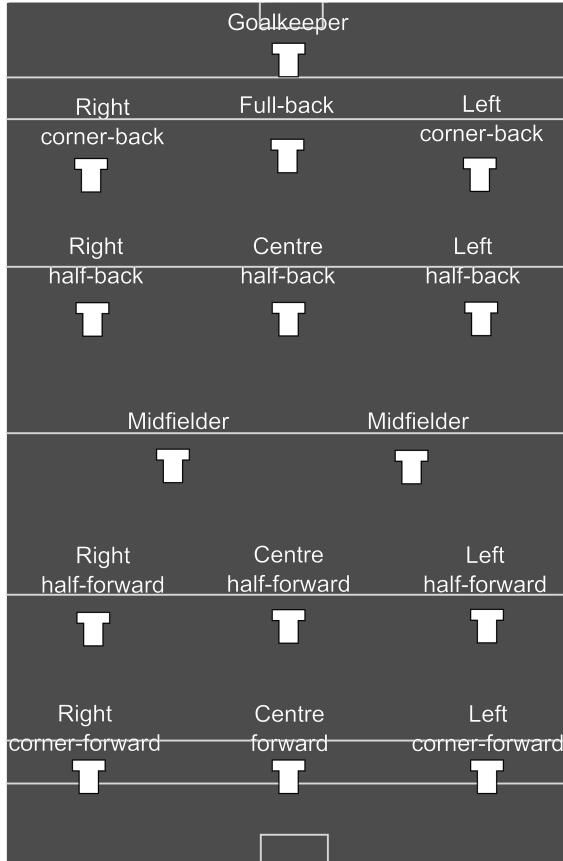 Goalkeeper
Right
corner-back
Full-back
Left
corner-back
Right
half-back
Centre
half-back
Left
half-back
Midfielder
Midfielder
Right
half-forward
Centre
half-forward
Left
half-forward
Right
corner-forward
Centre
forward
Left
corner-forward